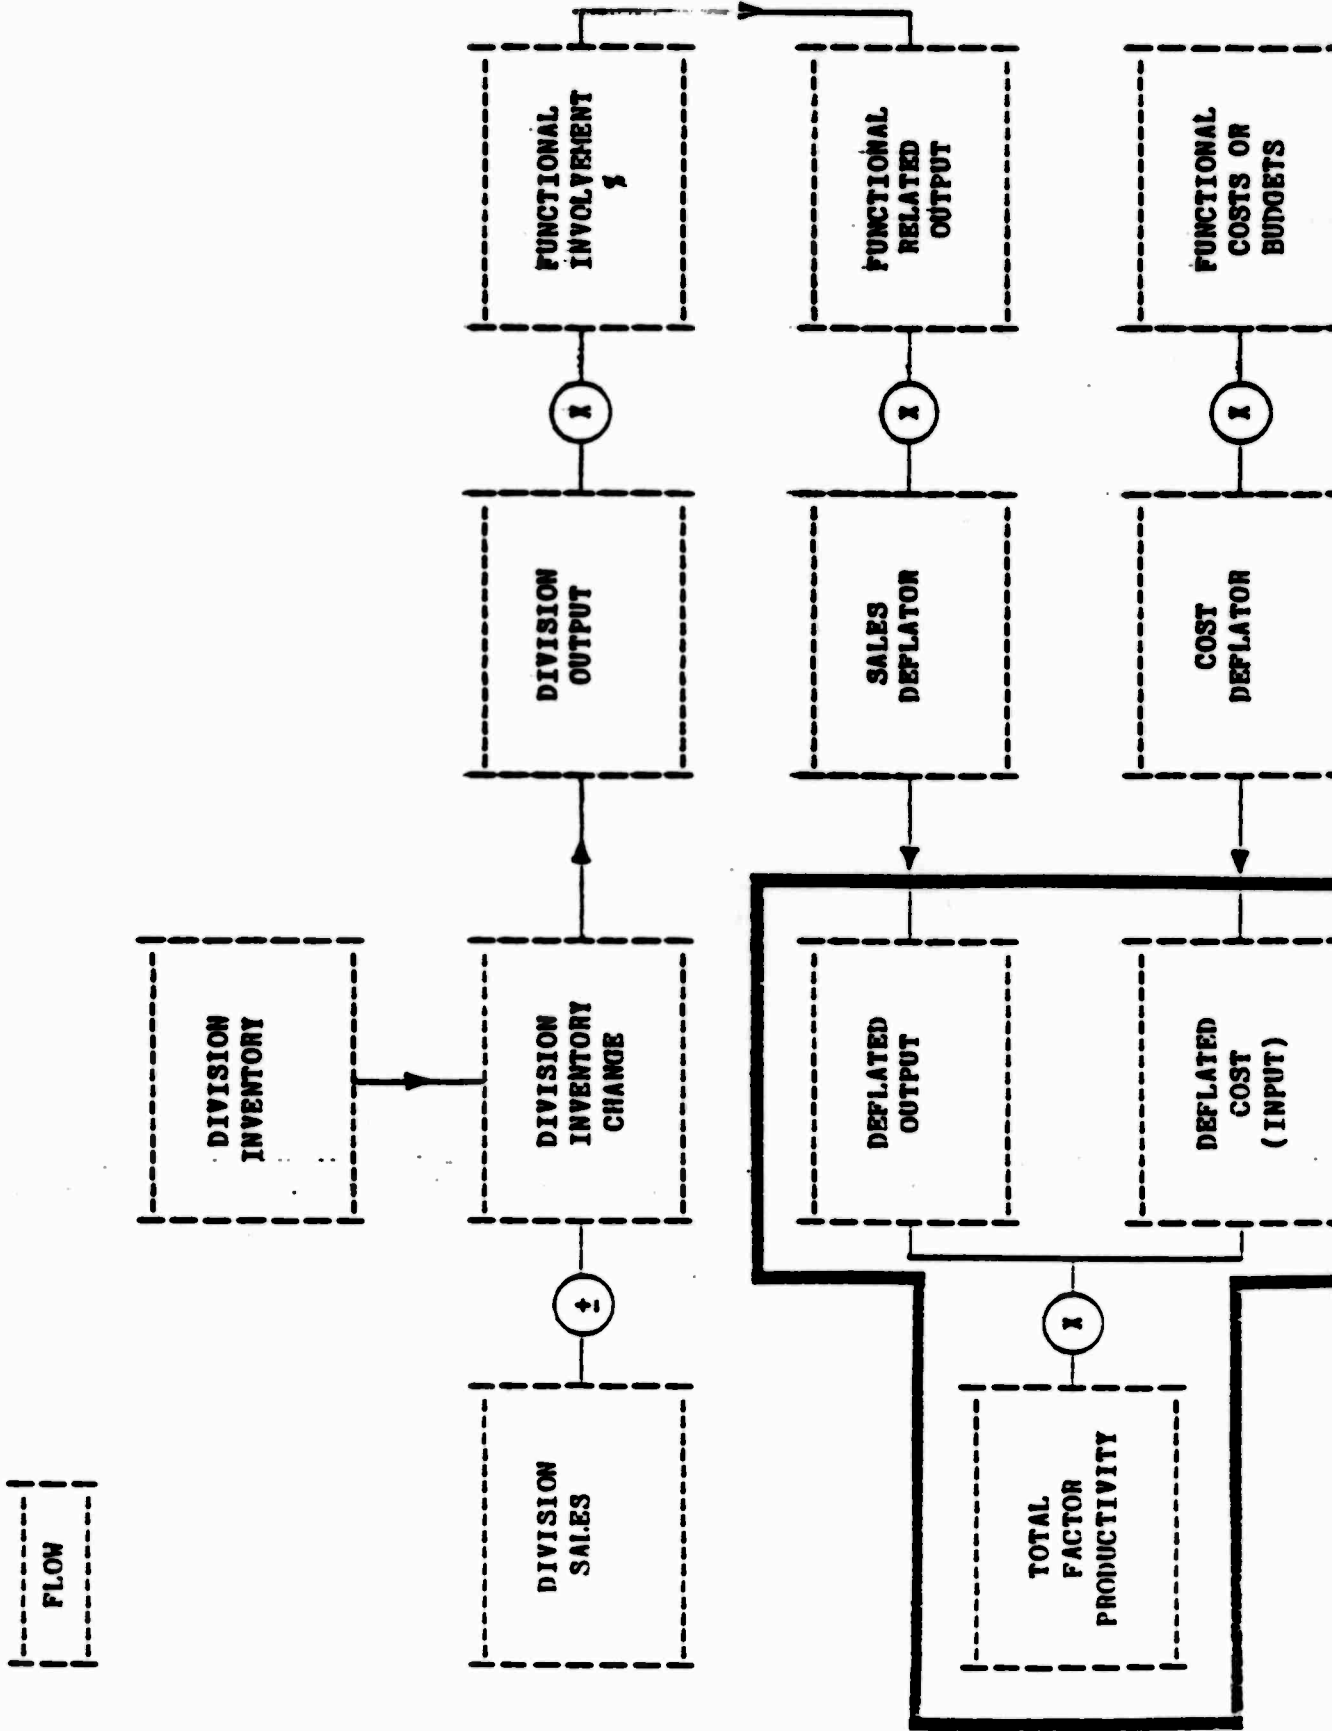 FLOW
DIVISION
INVENTORY
DIVISION
SALES
+
-
DIVISION
INVENTORY
CHANGE
DIVISION
OUTPUT
X
FUNCTIONAL
INVOLVEMENT
%
TOTAL
FACTOR
PRODUCTIVITY
X
DEFLATED
OUTPUT
SALES
DEFLATOR
X
FUNCTIONAL
RELATED
OUTPUT
DEFLATED
COST
(INPUT)
COST
DEFLATOR
X
FUNCTIONAL
COSTS OR
BUDGETS